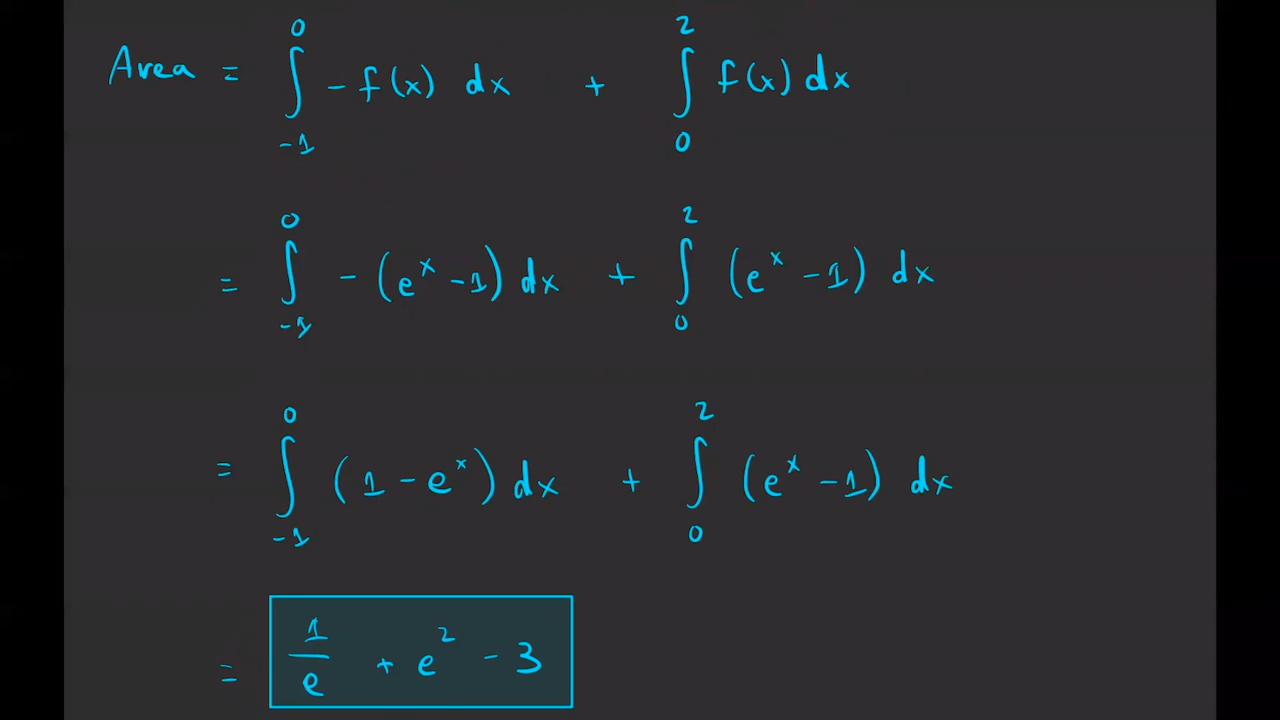 Area = ∫_{-1}^{0} -f(x) dx + ∫_{0}^{2} f(x) dx
= ∫_{-1}^{0} -(e^x -1) dx + ∫_{0}^{2} (e^x -1) dx
= ∫_{-1}^{0} (1 - e^x) dx + ∫_{0}^{2} (e^x -1) dx
= 1/e + e^2 - 3